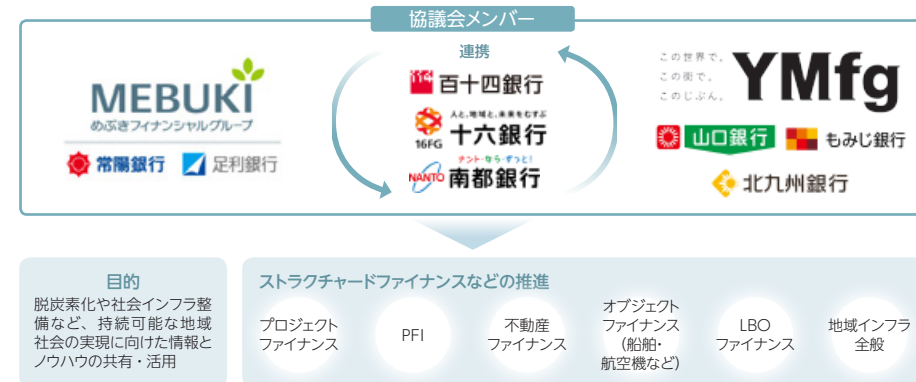 協議会メンバー
MEBUKI
めぶきフィナンシャルグループ
常陽銀行
足利銀行
連携
百十四銀行
人と、地域と、未来をむすぶ
16FG
十六銀行
ナント・なら・ずっと!
NANTO
南都銀行
この世界で。
この街で。
このじぶん。
YMfg
山口銀行
もみじ銀行
北九州銀行
目的
脱炭素化や社会インフラ整
備など、持続可能な地域
社会の実現に向けた情報と
ノウハウの共有・活用
ストラクチャードファイナンスなどの推進
プロジェクト
ファイナンス
PFI
不動産
ファイナンス
オブジェクト
ファイナンス
(船舶・
航空機など)
LBO
ファイナンス
地域インフラ
全般